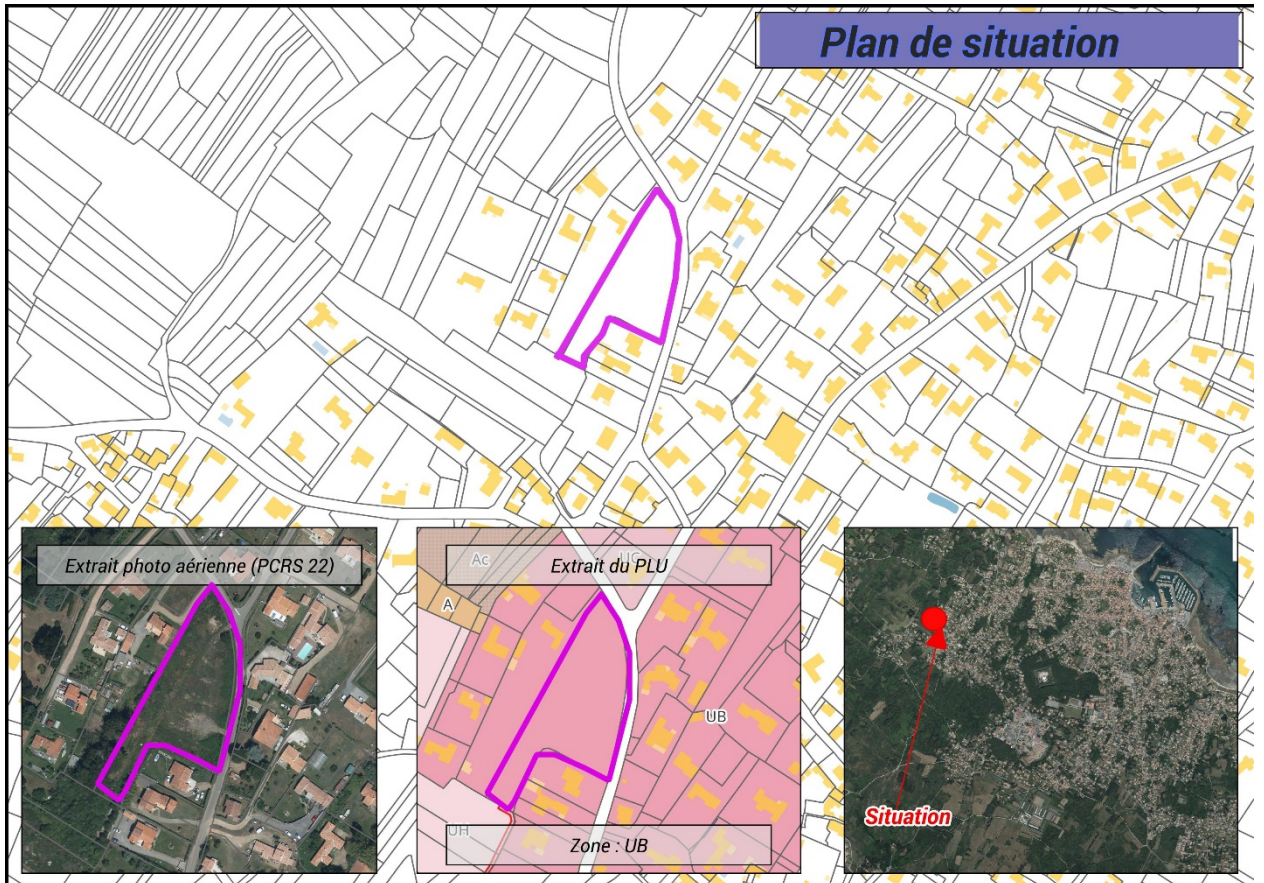 Plan de situation
Extrait photo aérienne (PCRS 22)
Ac
A
UC
Extrait du PLU
UB
UH
Zone : UB
Situation